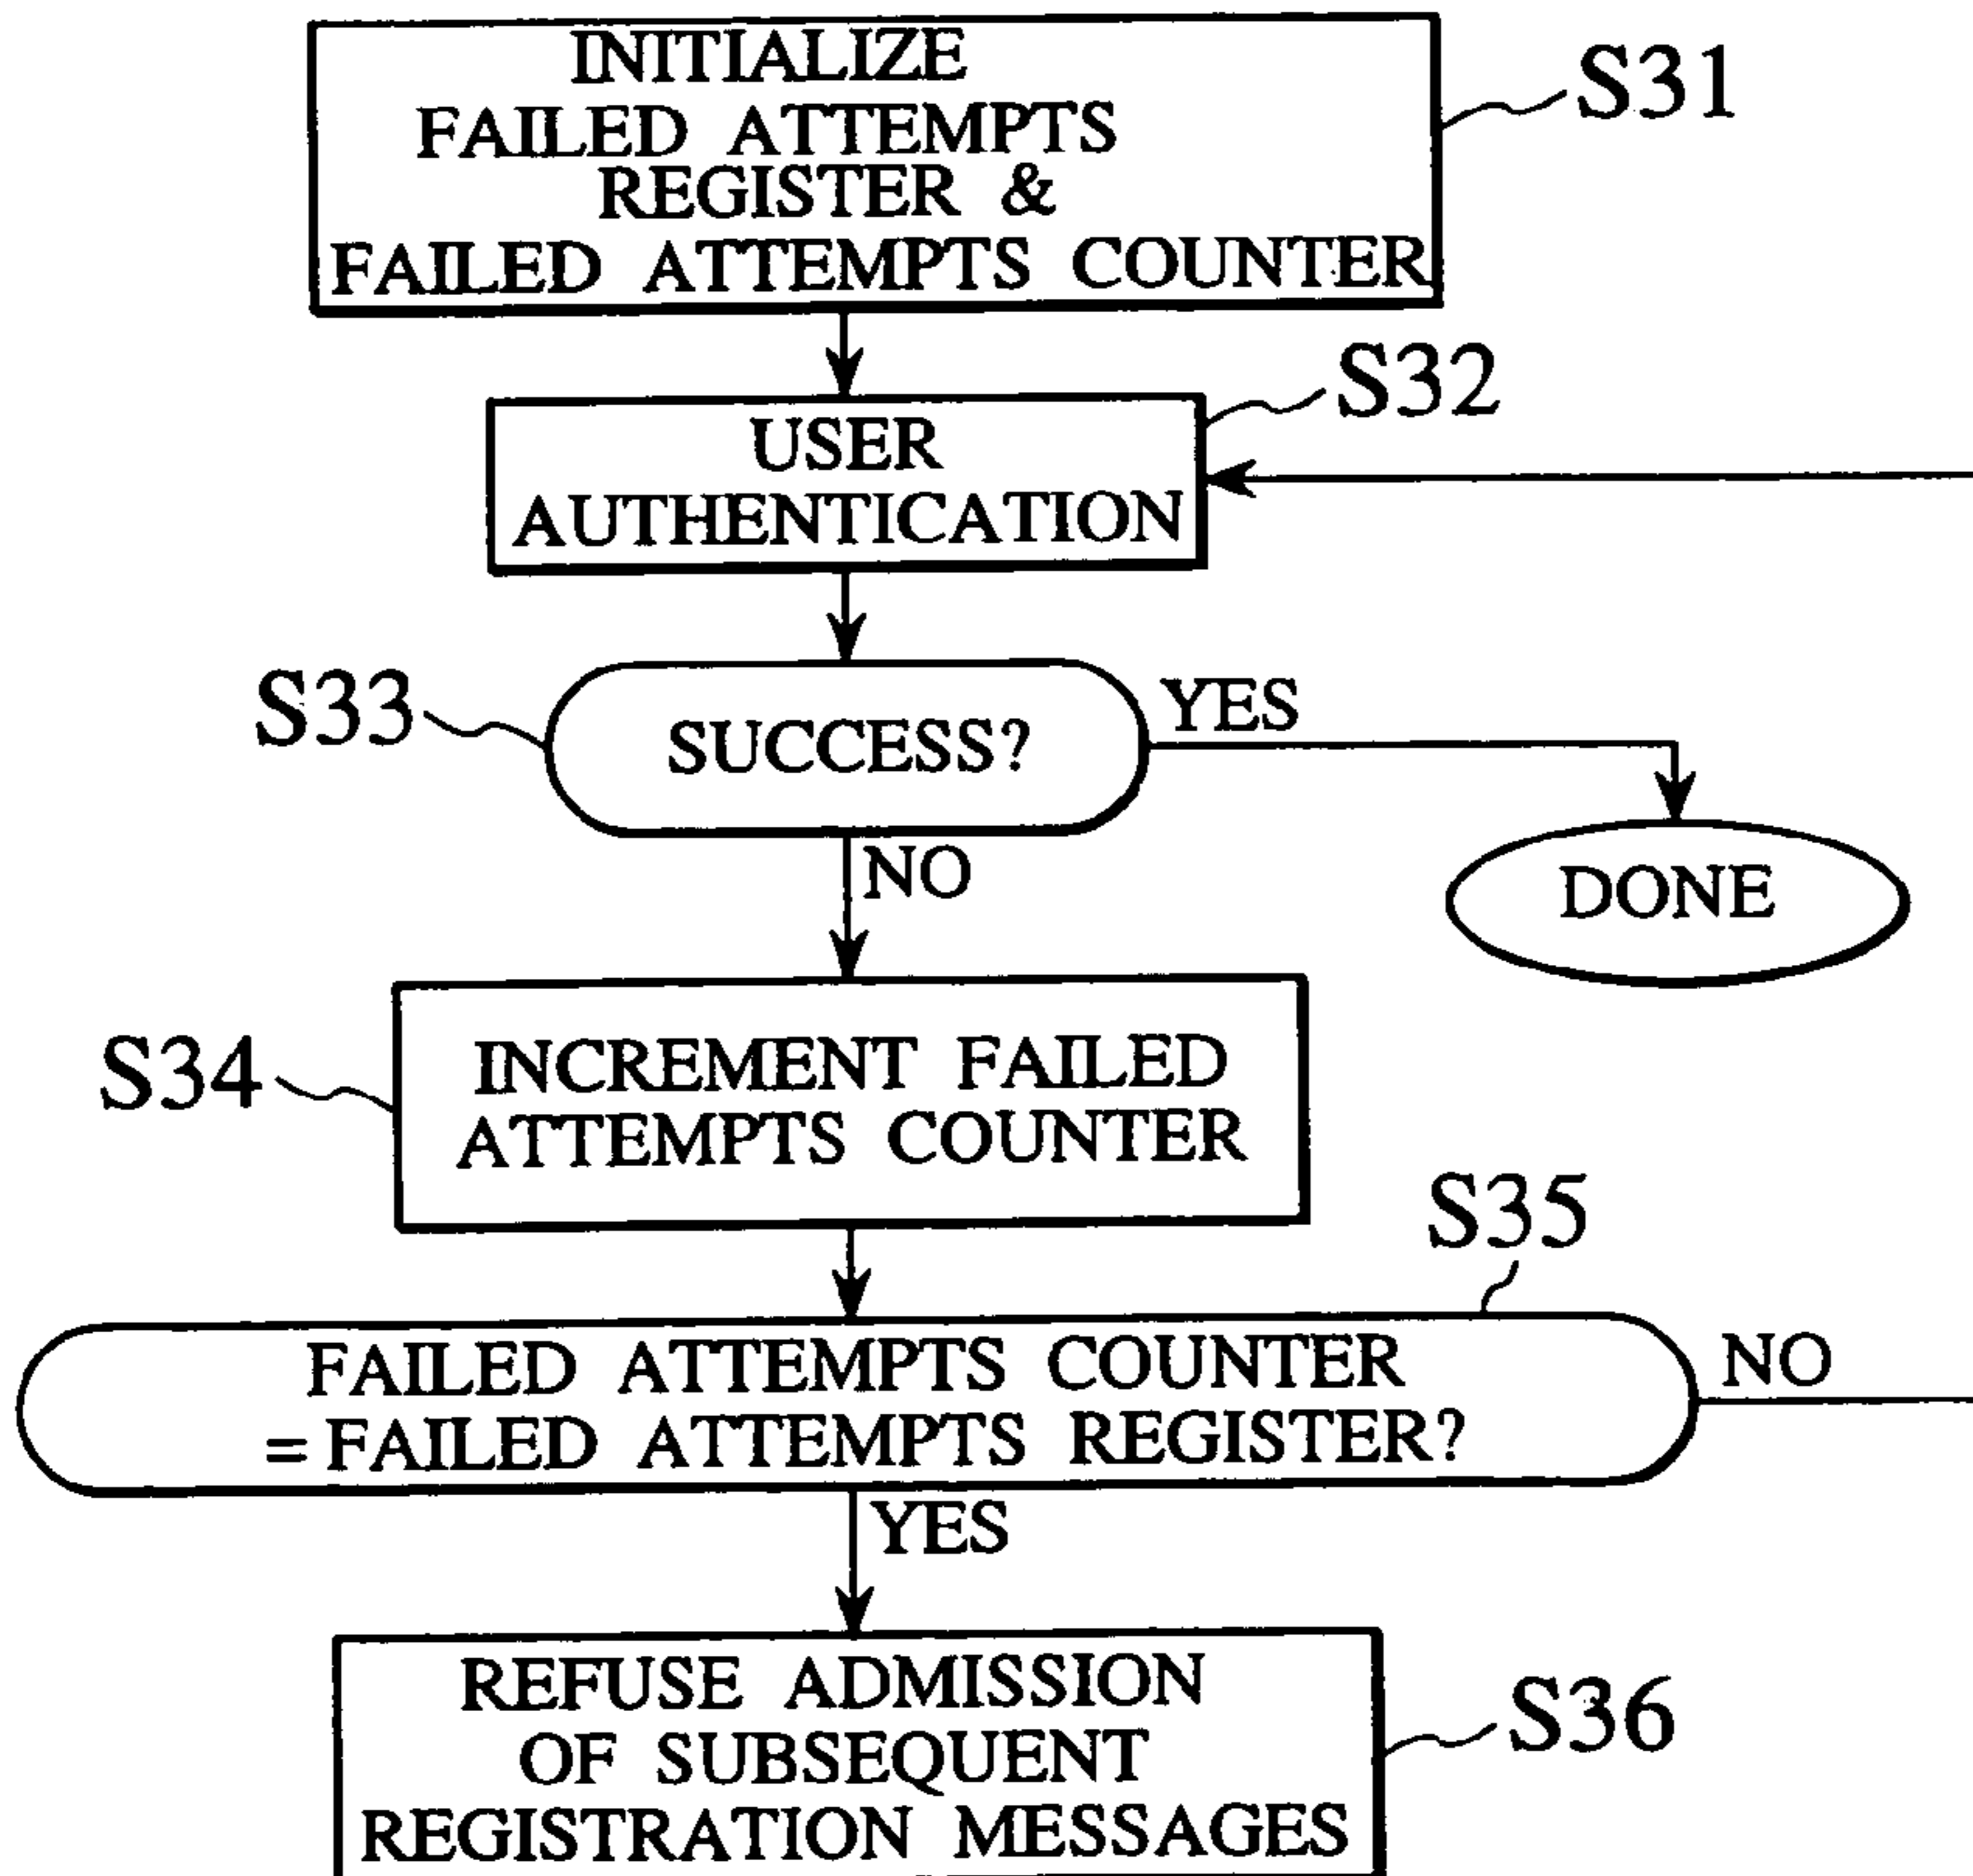 INITIALIZE
FAILED ATTEMPTS
REGISTER &
FAILED ATTEMPTS COUNTER
S31
USER
AUTHENTICATION
S32
S33
SUCCESS?
YES
DONE
NO
S34
INCREMENT FAILED
ATTEMPTS COUNTER
S35
FAILED ATTEMPTS COUNTER
=FAILED ATTEMPTS REGISTER?
NO
YES
REFUSE ADMISSION
OF SUBSEQUENT
REGISTRATION MESSAGES
S36